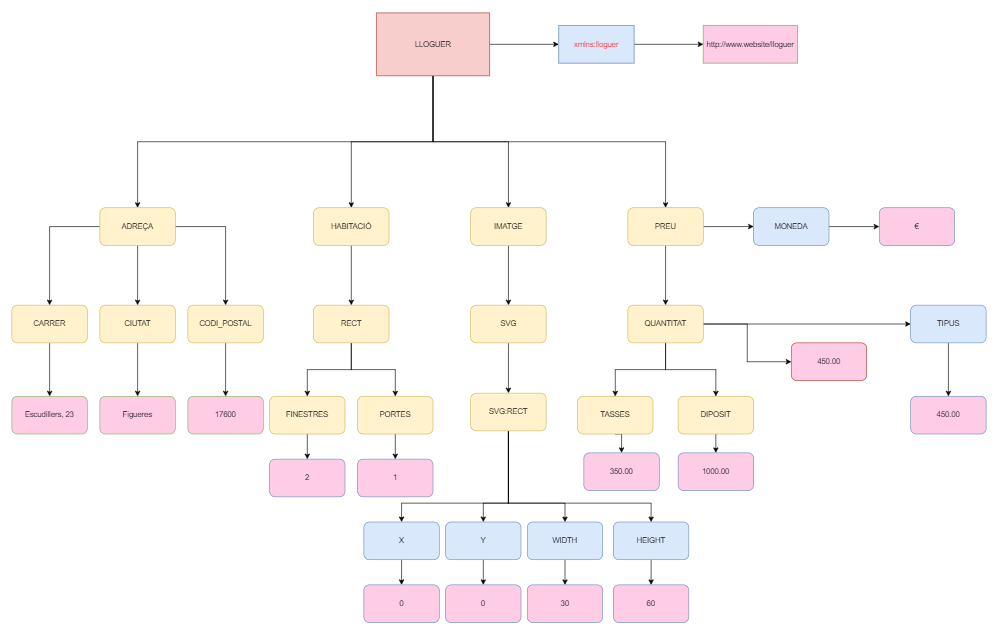 LLOGUER
xmlns:lloguer
http://www.website/lloguer
ADREÇA
HABITACIÓ
IMATGE
PREU
MONEDA
€
CARRER
CIUTAT
CODI_POSTAL
RECT
SVG
QUANTITAT
TIPUS
450.00
Escudillers, 23
Figueres
17600
FINESTRES
PORTES
SVG:RECT
TASSES
DIPOSIT
450.00
2
1
350.00
1000.00
X
Y
WIDTH
HEIGHT
0
0
30
60